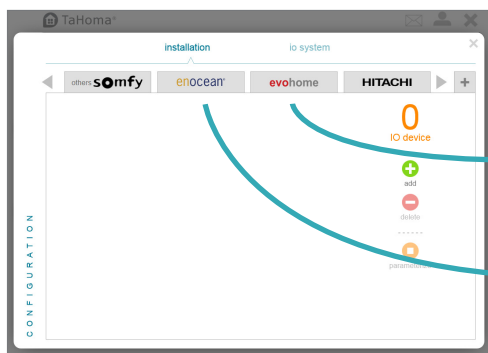 TaHoma®
installation
io system
others somfy
enocean®
evohome
HITACHI
0
IO device
add
delete
parameters
CONFIGURATION